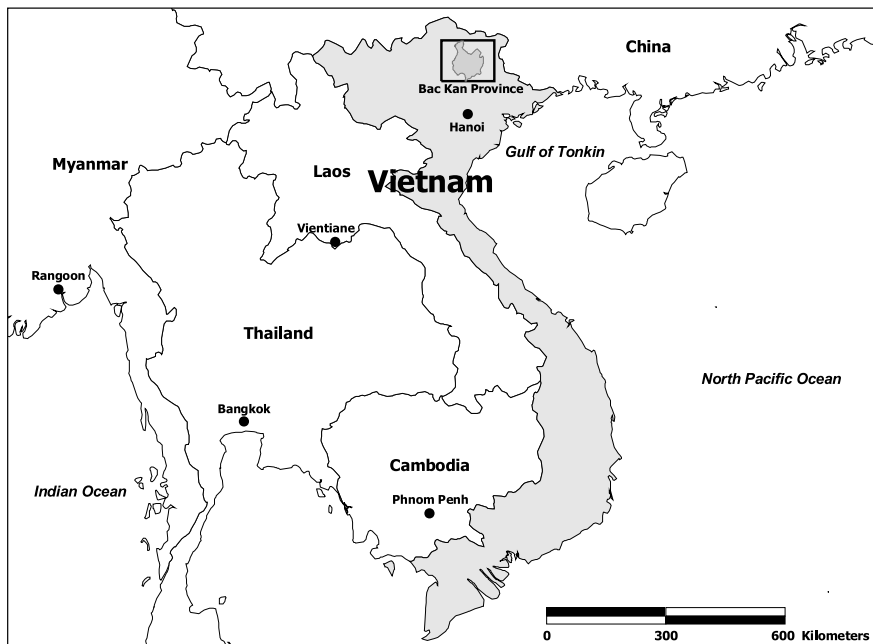 China
Bac Kan Province
Hanoi
Gulf of Tonkin
Myanmar
Laos
Vietnam
Vientiane
Rangoon
Thailand
North Pacific Ocean
Bangkok
Cambodia
Indian Ocean
Phnom Penh
0 300 600 Kilometers